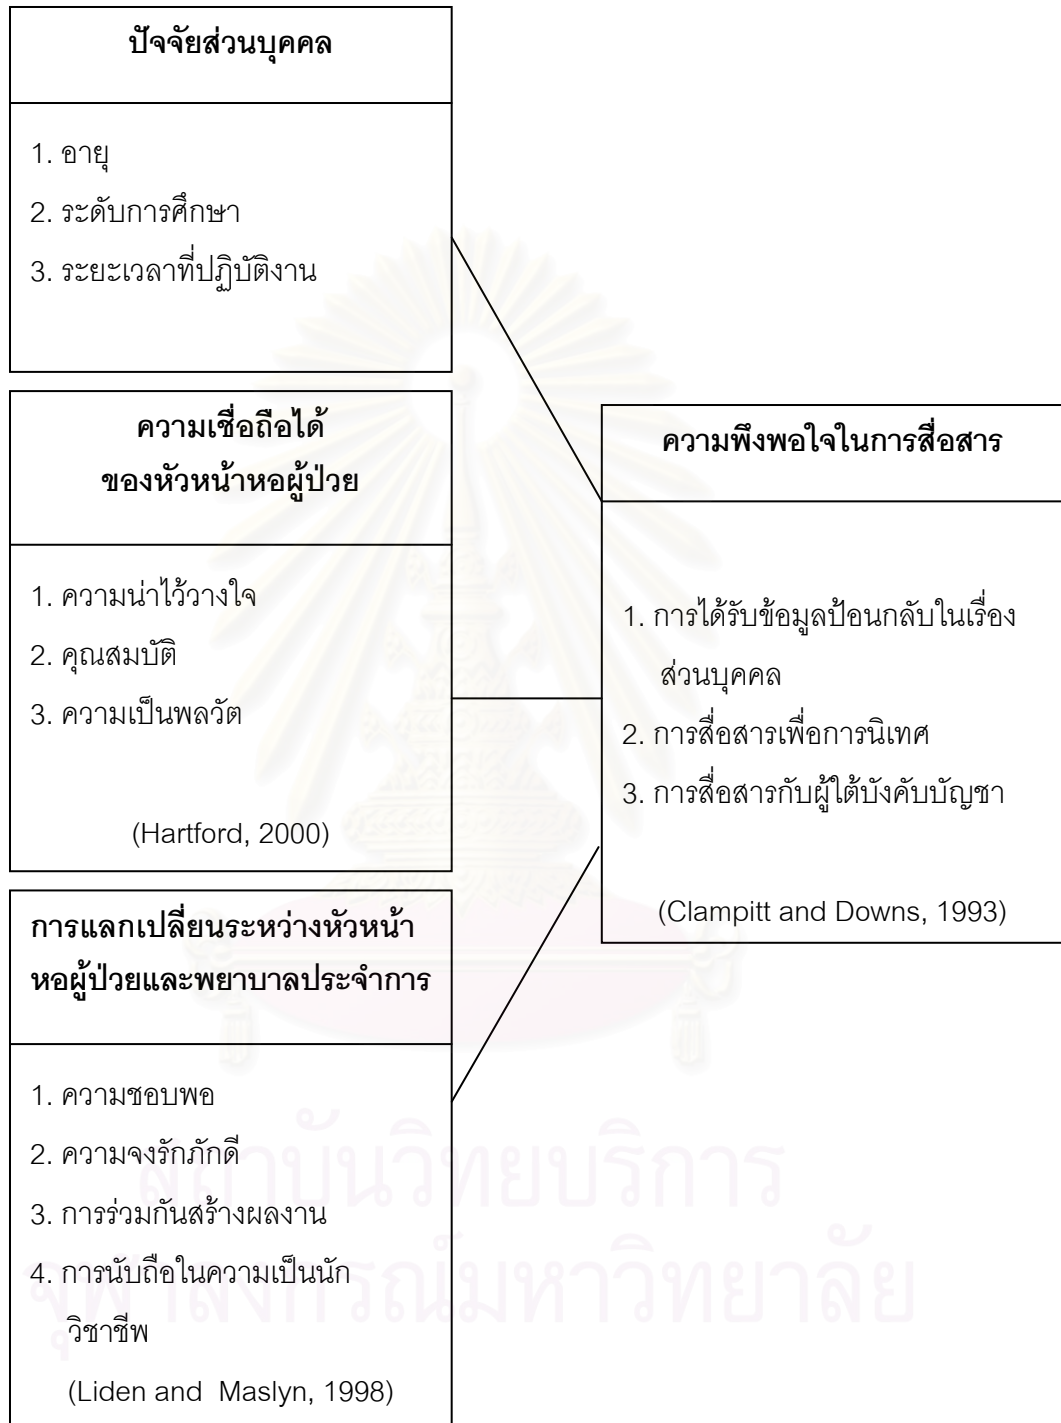 ปัจจัยส่วนบุคคล
1. อายุ
2. ระดับการศึกษา
3. ระยะเวลาที่ปฏิบัติงาน
ความเชื่อถือได้
ของหัวหน้าหอผู้ป่วย
1. ความน่าไว้วางใจ
2. คุณสมบัติ
3. ความเป็นพลวัต
(Hartford, 2000)
การแลกเปลี่ยนระหว่างหัวหน้า
หอผู้ป่วยและพยาบาลประจำการ
1. ความชอบพอ
2. ความจงรักภักดี
3. การร่วมกันสร้างผลงาน
4. การนับถือในความเป็นนัก
วิชาชีพ
(Liden and Maslyn, 1998)
ความพึงพอใจในการสื่อสาร
1. การได้รับข้อมูลป้อนกลับในเรื่อง
ส่วนบุคคล
2. การสื่อสารเพื่อการนิเทศ
3. การสื่อสารกับผู้ใต้บังคับบัญชา
(Clampitt and Downs, 1993)
สถาบันวิทยบริการ
จุฬาลงกรณ์มหาวิทยาลัย